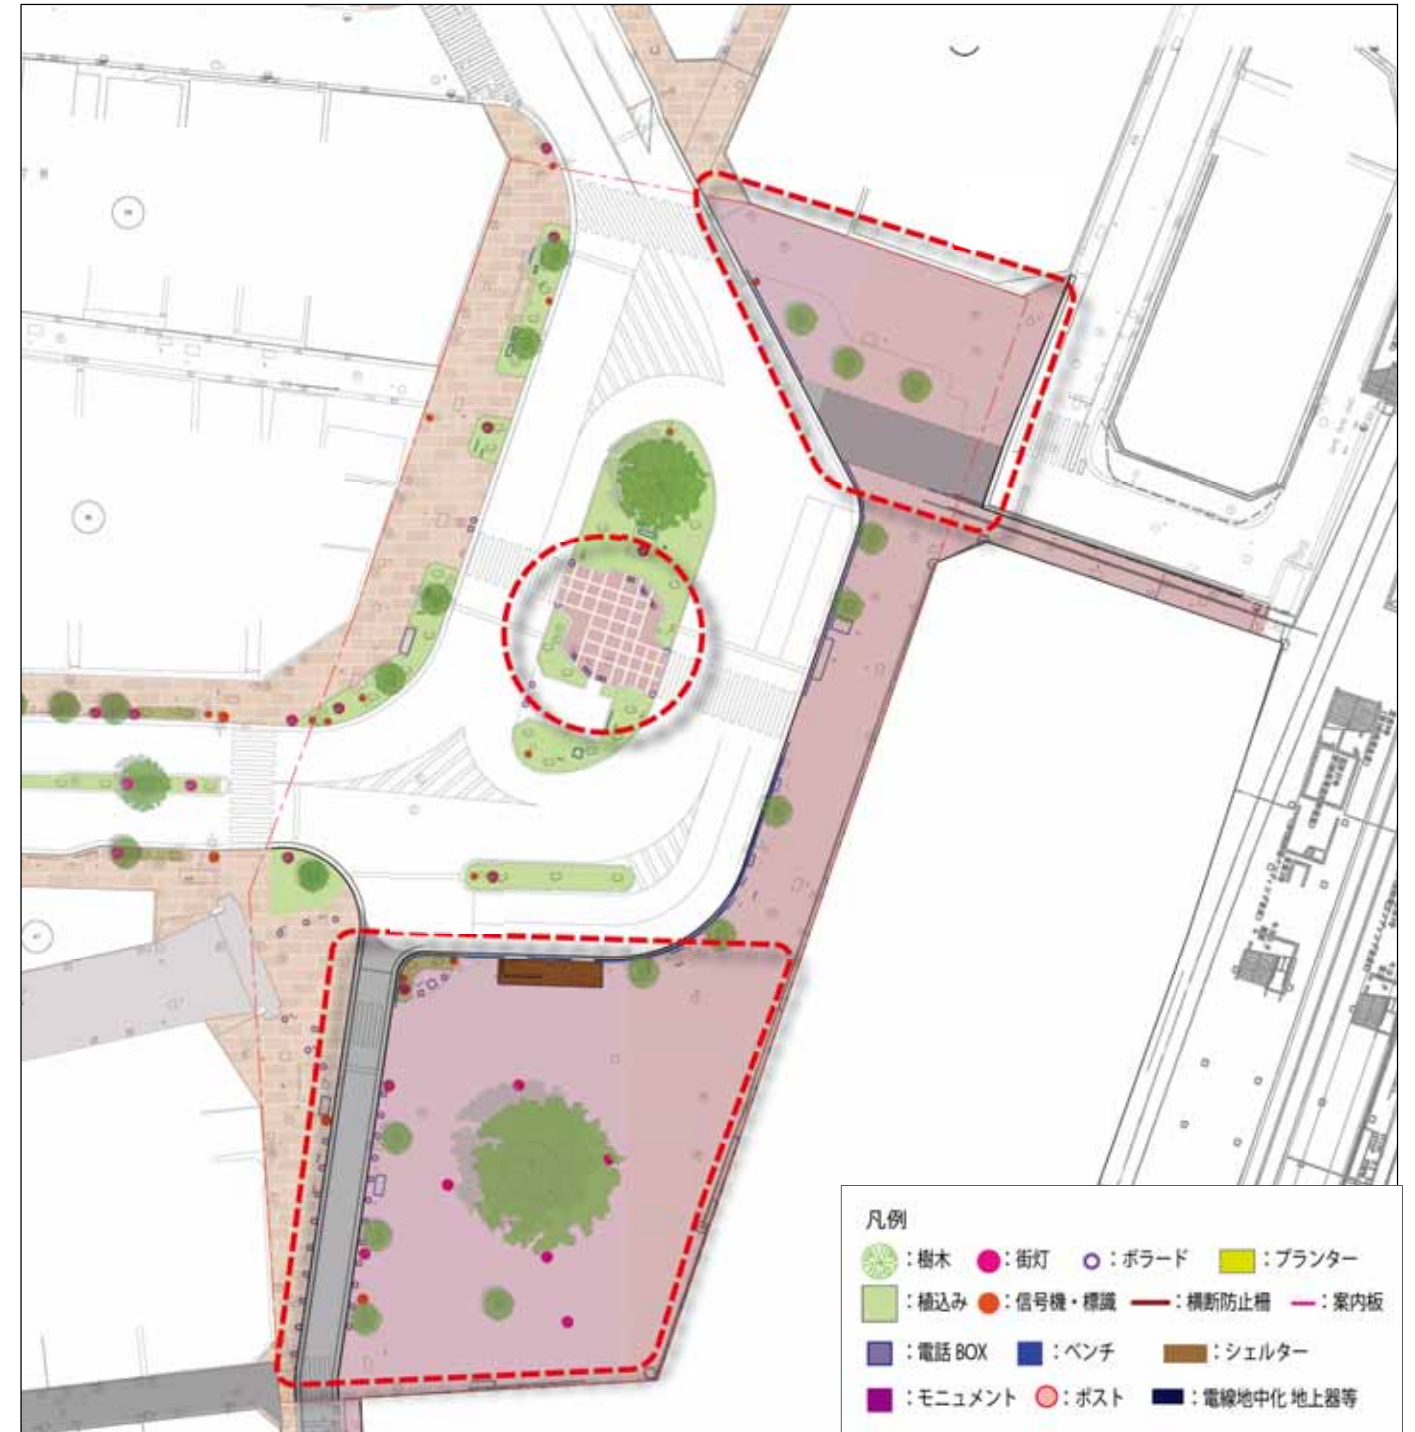 凡例
：樹木 ：街灯 ：ボラード ：プランター
：植込み ：信号機・標識 ：横断防止柵 ：案内板
：電話 BOX ：ベンチ ：シェルター
：モニュメント ：ポスト ：電線地中化 地上器等